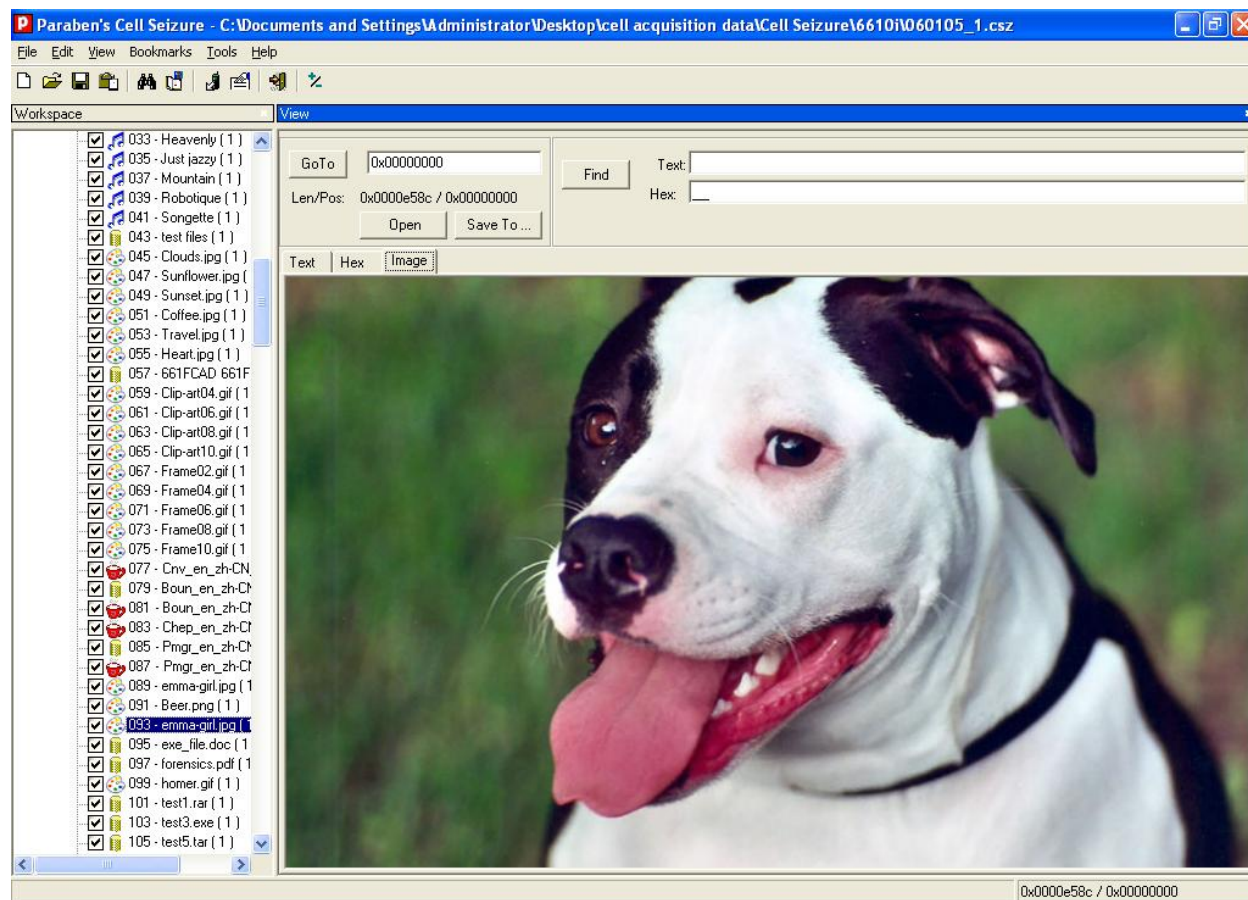 Paraben's Cell Seizure - C:\Documents and Settings\Administrator\Desktop\cell acquisition data\Cell Seizure\6610i\060105_1.csz
File Edit View Bookmarks Tools Help
Workspace
View
033 - Heavenly ( 1 )
035 - Just jazzy ( 1 )
037 - Mountain ( 1 )
039 - Robotique ( 1 )
041 - Songette ( 1 )
043 - test files ( 1 )
045 - Clouds.jpg ( 1 )
047 - Sunflower.jpg (
049 - Sunset.jpg ( 1 )
051 - Coffee.jpg ( 1 )
053 - Travel.jpg ( 1 )
055 - Heart.jpg ( 1 )
057 - 661FCAD 661F
059 - Clip-art04.gif ( 1
061 - Clip-art06.gif ( 1
063 - Clip-art08.gif ( 1
065 - Clip-art10.gif ( 1
067 - Frame02.gif ( 1
069 - Frame04.gif ( 1
071 - Frame06.gif ( 1
073 - Frame08.gif ( 1
075 - Frame10.gif ( 1
077 - Cnv_en_zh-CN_
079 - Boun_en_zh-CN
081 - Boun_en_zh-CN
083 - Chep_en_zh-CN
085 - Pmgr_en_zh-CN
087 - Pmgr_en_zh-CN
089 - emma-girl.jpg ( 1
091 - Beer.png ( 1 )
093 - emma-girl.jpg ( 1
095 - exe_file.doc ( 1
097 - forensics.pdf ( 1
099 - homer.gif ( 1 )
101 - test1.rar ( 1 )
103 - test3.exe ( 1 )
105 - test5.tar ( 1 )
GoTo 0x00000000
Len/Pos: 0x0000e58c / 0x00000000
Open Save To ...
Find Text:
Hex: __
Text Hex Image
0x0000e58c / 0x00000000